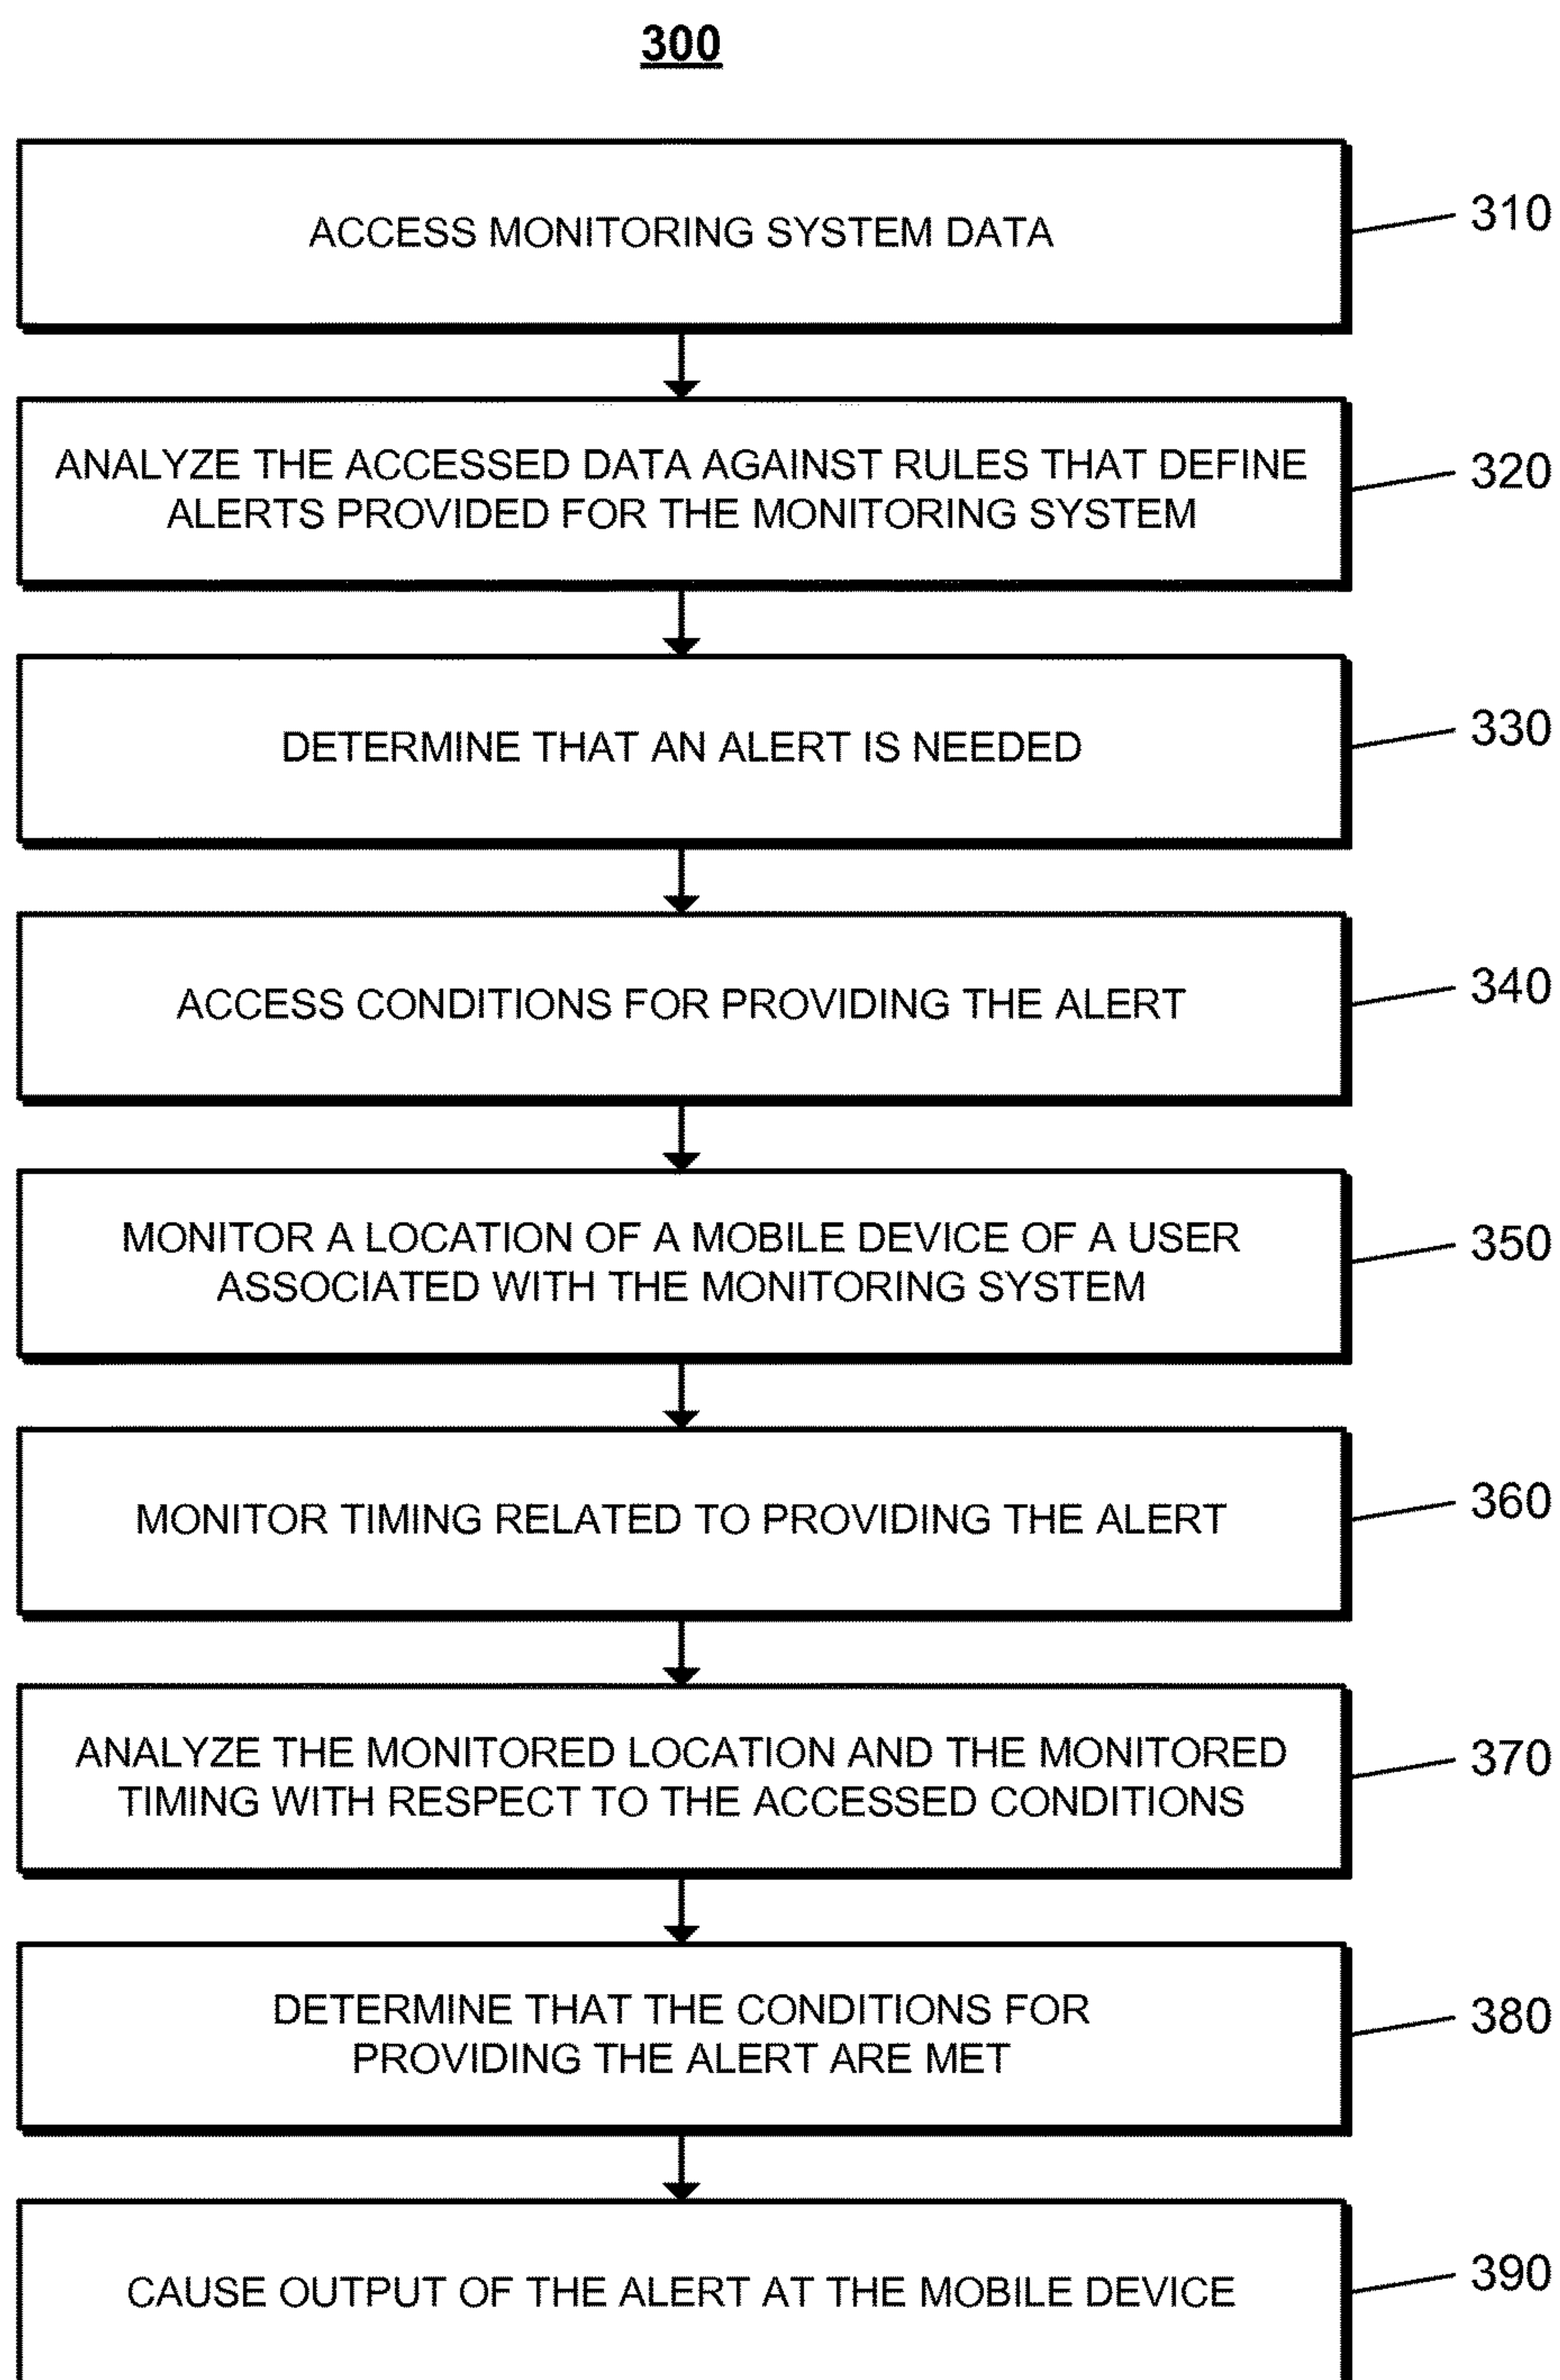 300
ACCESS MONITORING SYSTEM DATA
310
ANALYZE THE ACCESSED DATA AGAINST RULES THAT DEFINE
ALERTS PROVIDED FOR THE MONITORING SYSTEM
320
DETERMINE THAT AN ALERT IS NEEDED
330
ACCESS CONDITIONS FOR PROVIDING THE ALERT
340
MONITOR A LOCATION OF A MOBILE DEVICE OF A USER
ASSOCIATED WITH THE MONITORING SYSTEM
350
MONITOR TIMING RELATED TO PROVIDING THE ALERT
360
ANALYZE THE MONITORED LOCATION AND THE MONITORED
TIMING WITH RESPECT TO THE ACCESSED CONDITIONS
370
DETERMINE THAT THE CONDITIONS FOR
PROVIDING THE ALERT ARE MET
380
CAUSE OUTPUT OF THE ALERT AT THE MOBILE DEVICE
390